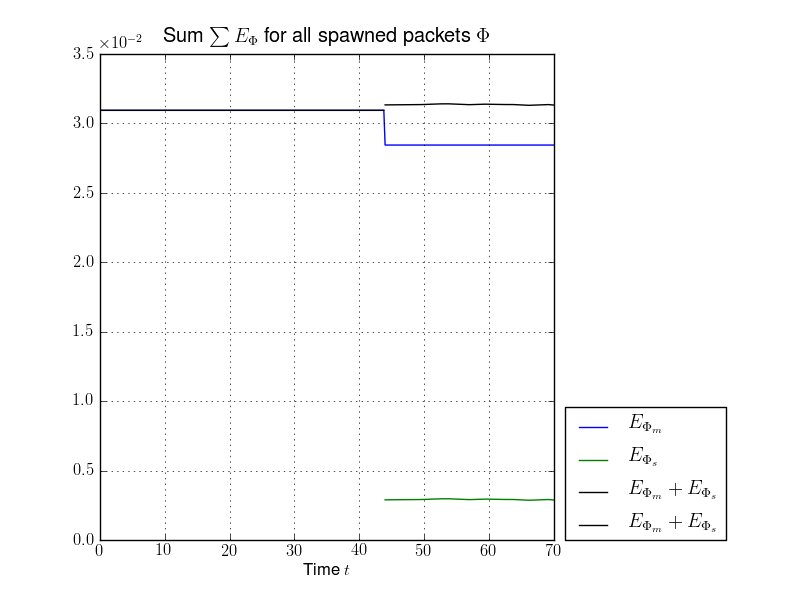 Sum ∑ E_Φ for all spawned packets Φ
×10⁻²
3.5
3.0
2.5
2.0
1.5
1.0
0.5
0.0
0 10 20 30 40 50 60 70
Time t
E_Φₘ
E_Φₛ
E_Φₘ + E_Φₛ
E_Φₘ + E_Φₛ